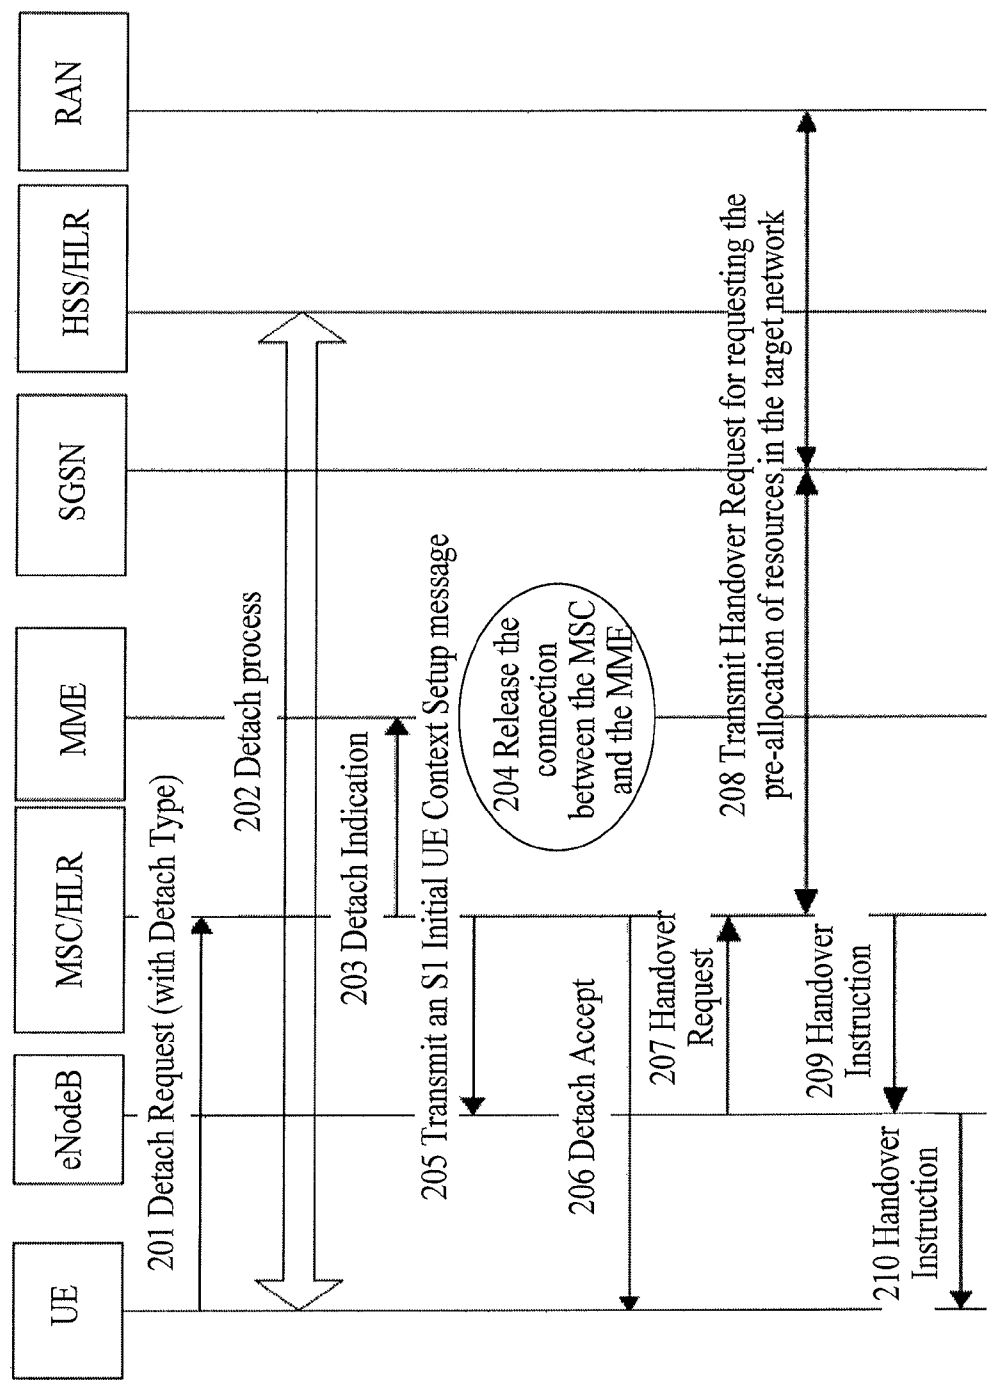 UE
eNodeB
MSC/HLR
MME
SGSN
HSS/HLR
RAN
201 Detach Request (with Detach Type)
202 Detach process
203 Detach Indication
205 Transmit an S1 Initial UE Context Setup message
204 Release the
connection
between the MSC
and the MME
206 Detach Accept
207 Handover
Request
208 Transmit Handover Request for requesting the
pre-allocation of resources in the target network
209 Handover
Instruction
210 Handover
Instruction